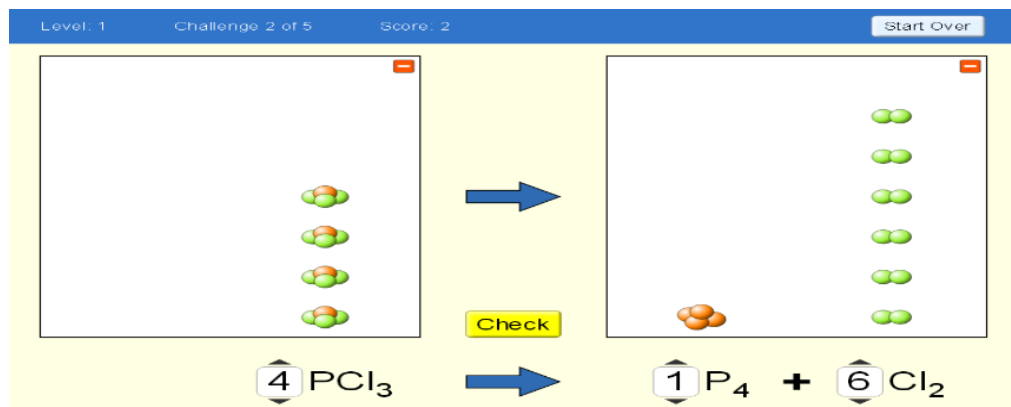 Level: 1 Challenge 2 of 5 Score: 2 Start Over
Check
4 PCl₃ 1 P₄ + 6 Cl₂